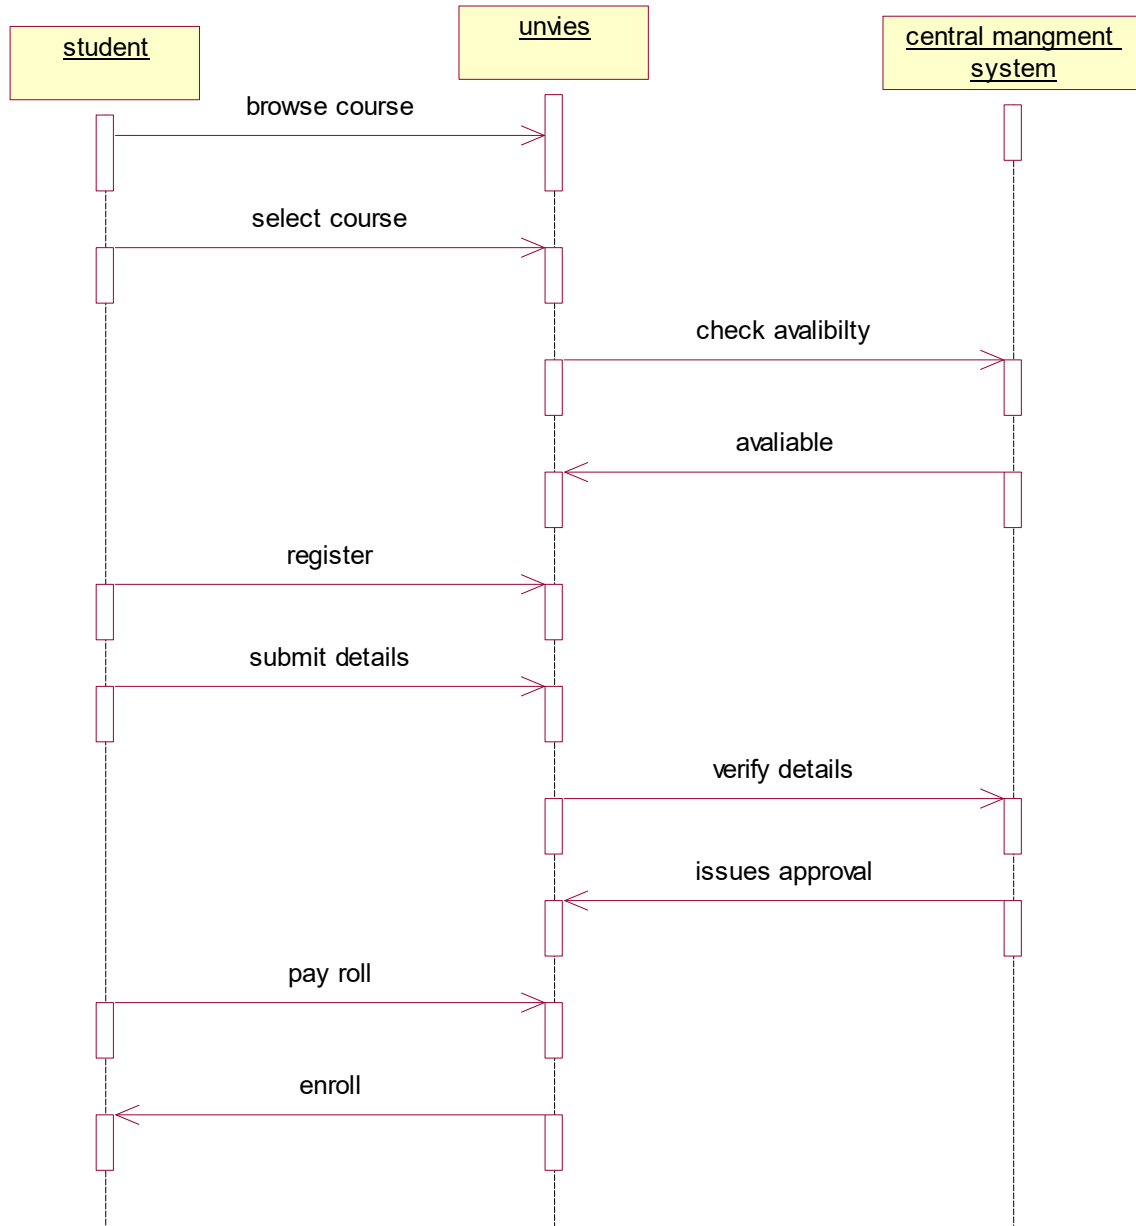 student
unvies
central mangment
system
browse course
select course
check avalibilty
avaliable
register
submit details
verify details
issues approval
pay roll
enroll